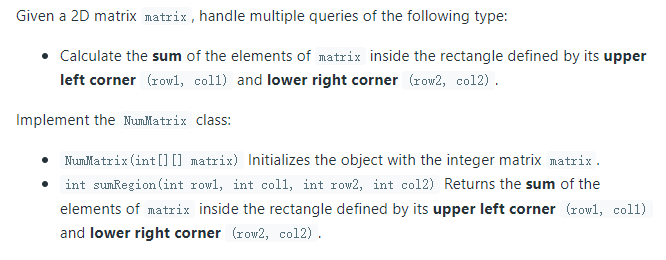 Given a 2D matrix matrix , handle multiple queries of the following type:
• Calculate the sum of the elements of matrix inside the rectangle defined by its upper
left corner (row1, col1) and lower right corner (row2, col2) .
Implement the NumMatrix class:
• NumMatrix(int[][] matrix) Initializes the object with the integer matrix matrix .
• int sumRegion(int row1, int col1, int row2, int col2) Returns the sum of the
elements of matrix inside the rectangle defined by its upper left corner (row1, col1)
and lower right corner (row2, col2) .